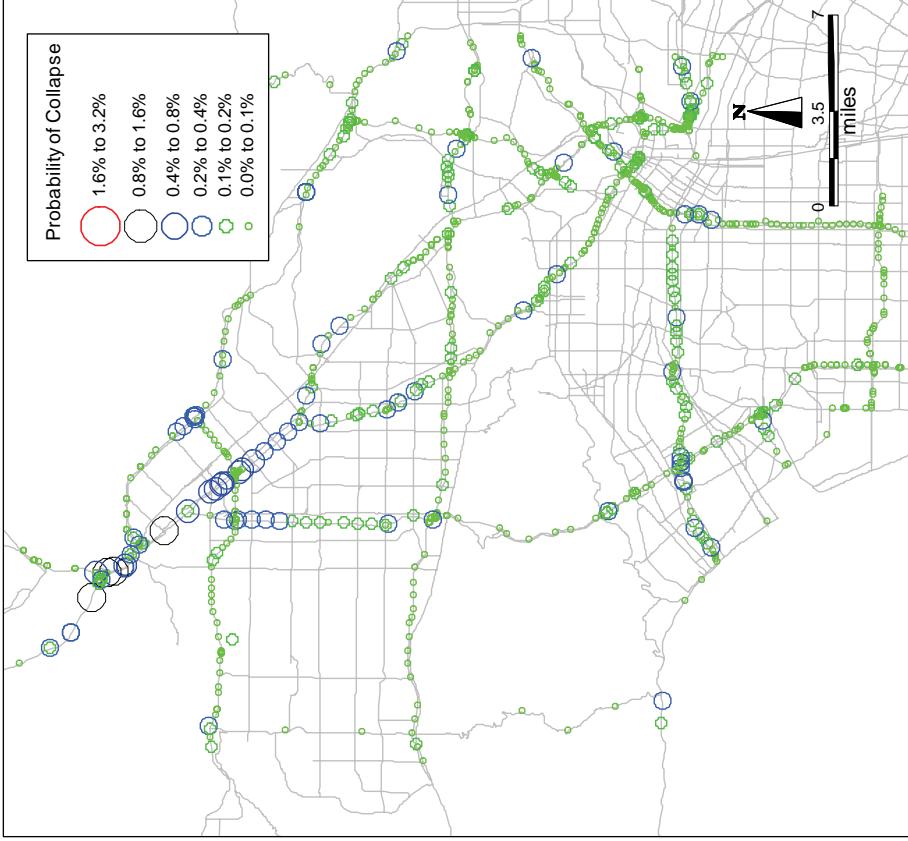 Probability of Collapse
1.6% to 3.2%
0.8% to 1.6%
0.4% to 0.8%
0.2% to 0.4%
0.1% to 0.2%
0.0% to 0.1%
N
0 3.5 7
miles